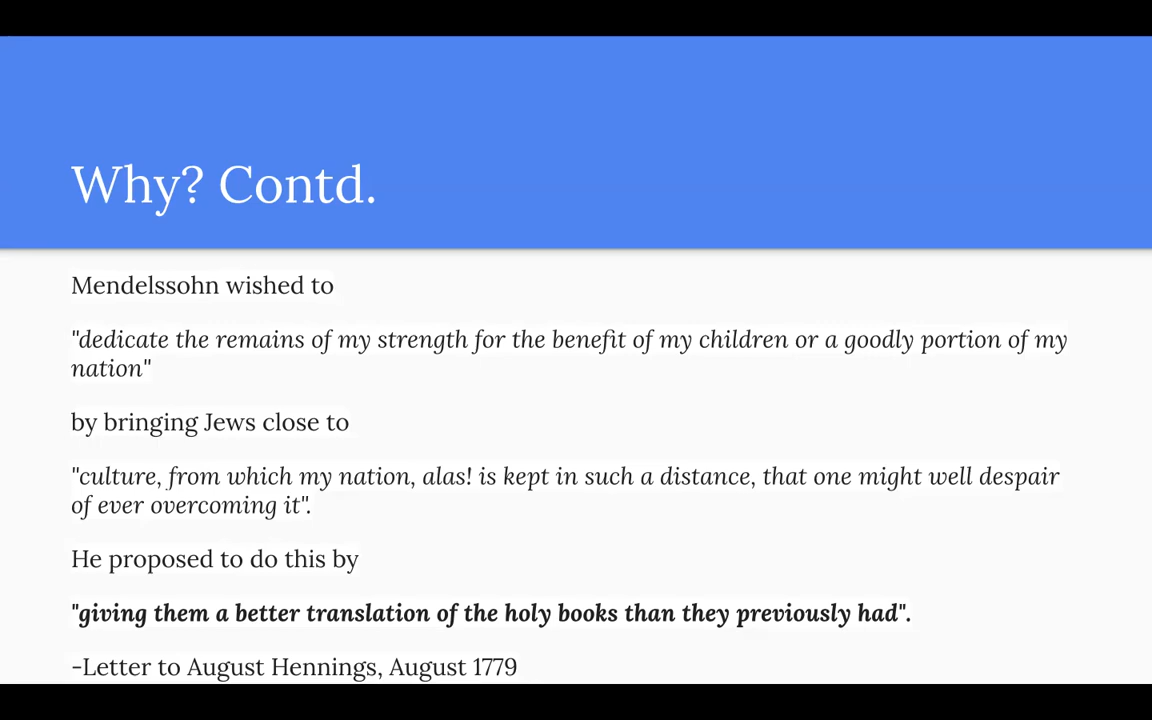 Why? Contd.
Mendelssohn wished to
"dedicate the remains of my strength for the benefit of my children or a goodly portion of my
nation"
by bringing Jews close to
"culture, from which my nation, alas! is kept in such a distance, that one might well despair
of ever overcoming it".
He proposed to do this by
"giving them a better translation of the holy books than they previously had".
-Letter to August Hennings, August 1779